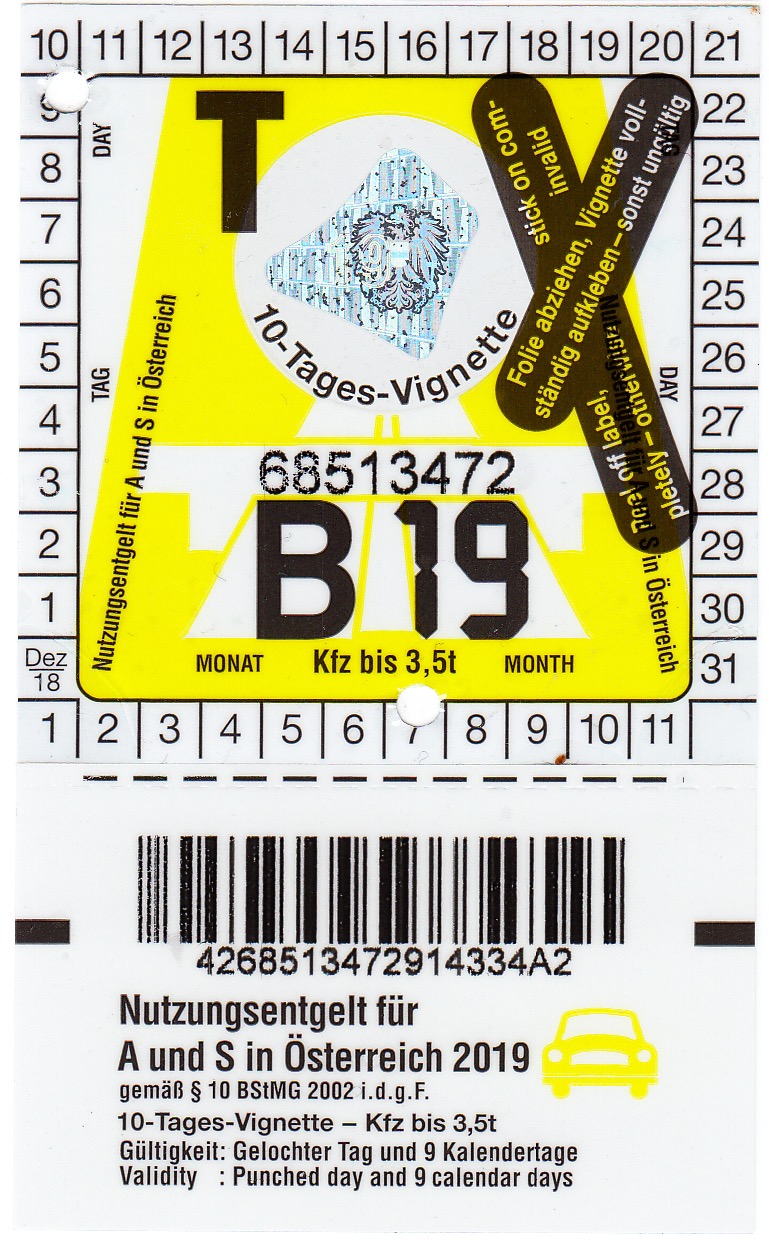 10 11 12 13 14 15 16 17 18 19 20 21
9
8
7
6
5
4
3
2
1
Dez
18
22
23
24
25
26
27
28
29
30
31
DAY
TAG
T
Nutzungsentgelt für A und S in Österreich
10-Tages-Vignette
stick on com-
invalid
Folie abziehen, Vignette voll-
ständig aufkleben – sonst ungültig
Peel off label,
pletely – otherwise
DAY
Nutzungsentgelt für A und S in Österreich
68513472
B 19
MONAT Kfz bis 3,5t MONTH
1 2 3 4 5 6 7 8 9 10 11
4268513472914334A2
Nutzungsentgelt für
A und S in Österreich 2019
gemäß § 10 BStMG 2002 i.d.g.F.
10-Tages-Vignette – Kfz bis 3,5t
Gültigkeit: Gelochter Tag und 9 Kalendertage
Validity : Punched day and 9 calendar days